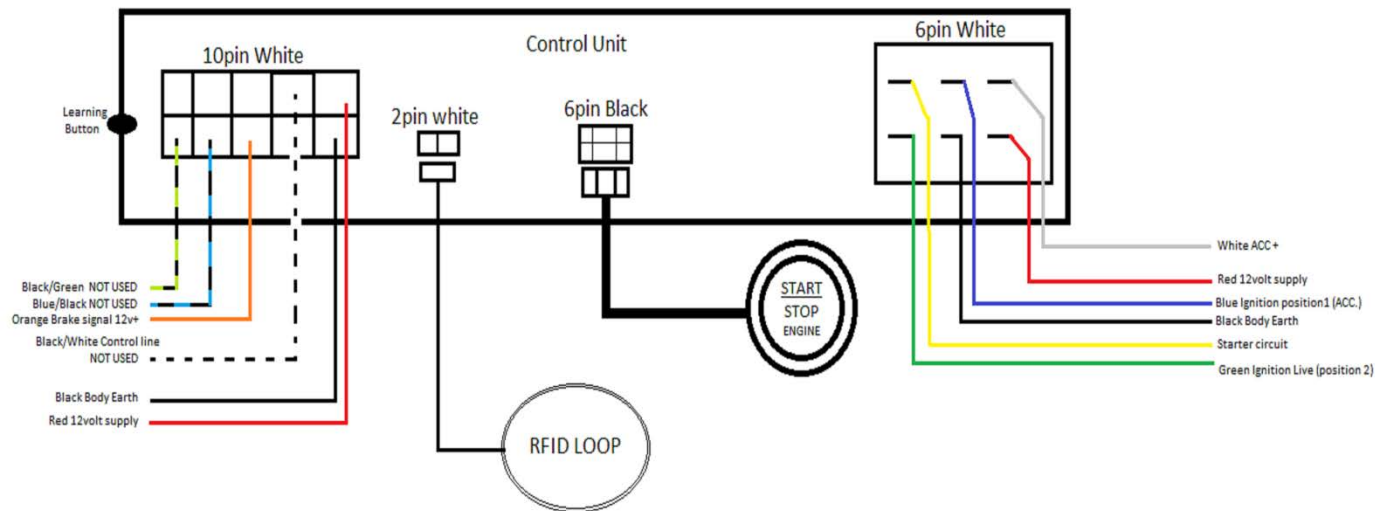 Control Unit
10pin White
6pin White
Learning
Button
2pin white
6pin Black
Black/Green NOT USED
Blue/Black NOT USED
Orange Brake signal 12v+
Black/White Control line
NOT USED
Black Body Earth
Red 12volt supply
START
STOP
ENGINE
RFID LOOP
White ACC +
Red 12volt supply
Blue Ignition position1 (ACC.)
Black Body Earth
Starter circuit
Green Ignition Live (position 2)